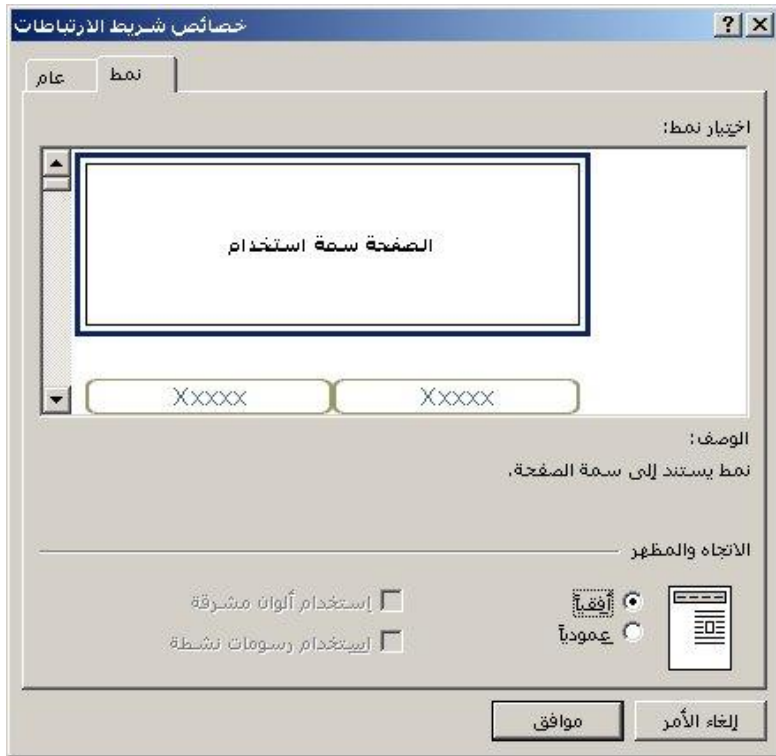 خصائص شريط الارتباطات
عام
نمط
اختيار نمط:
الصفحة سمة استخدام
Xxxxx Xxxxx
الوصف:
نمط يستند إلى سمة الصفحة.
الاتجاه والمظهر
أفقياً
إستخدام ألوان مشرقة
عمودياً
استخدام رسومات نشطة
موافق
إلغاء الأمر